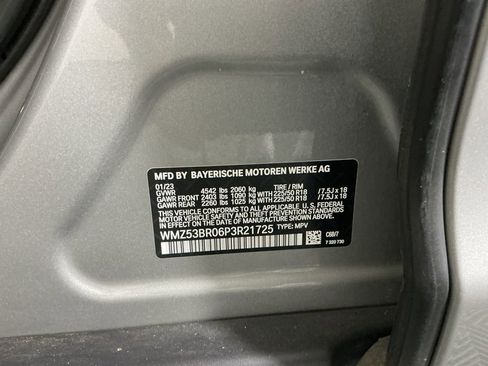 MFD BY BAYERISCHE MOTOREN WERKE AG
01/23 TIRE / RIM
GVWR 4542 lbs 2060 kg
GAWR FRONT 2403 lbs 1090 kg WITH 225/50 R18 /7.5J x 18
GAWR REAR 2260 lbs 1025 kg WITH 225/50 R18 /7.5J x 18
THIS VEHICLE CONFORMS TO ALL APPLICABLE FEDERAL MOTOR
VEHICLE SAFETY, BUMPER, AND THEFT PREVENTION STANDARDS
IN EFFECT ON THE DATE OF MANUFACTURE SHOWN ABOVE.
WMZ53BR06P3R21725 TYPE: MPV
C68/7
7 320 730